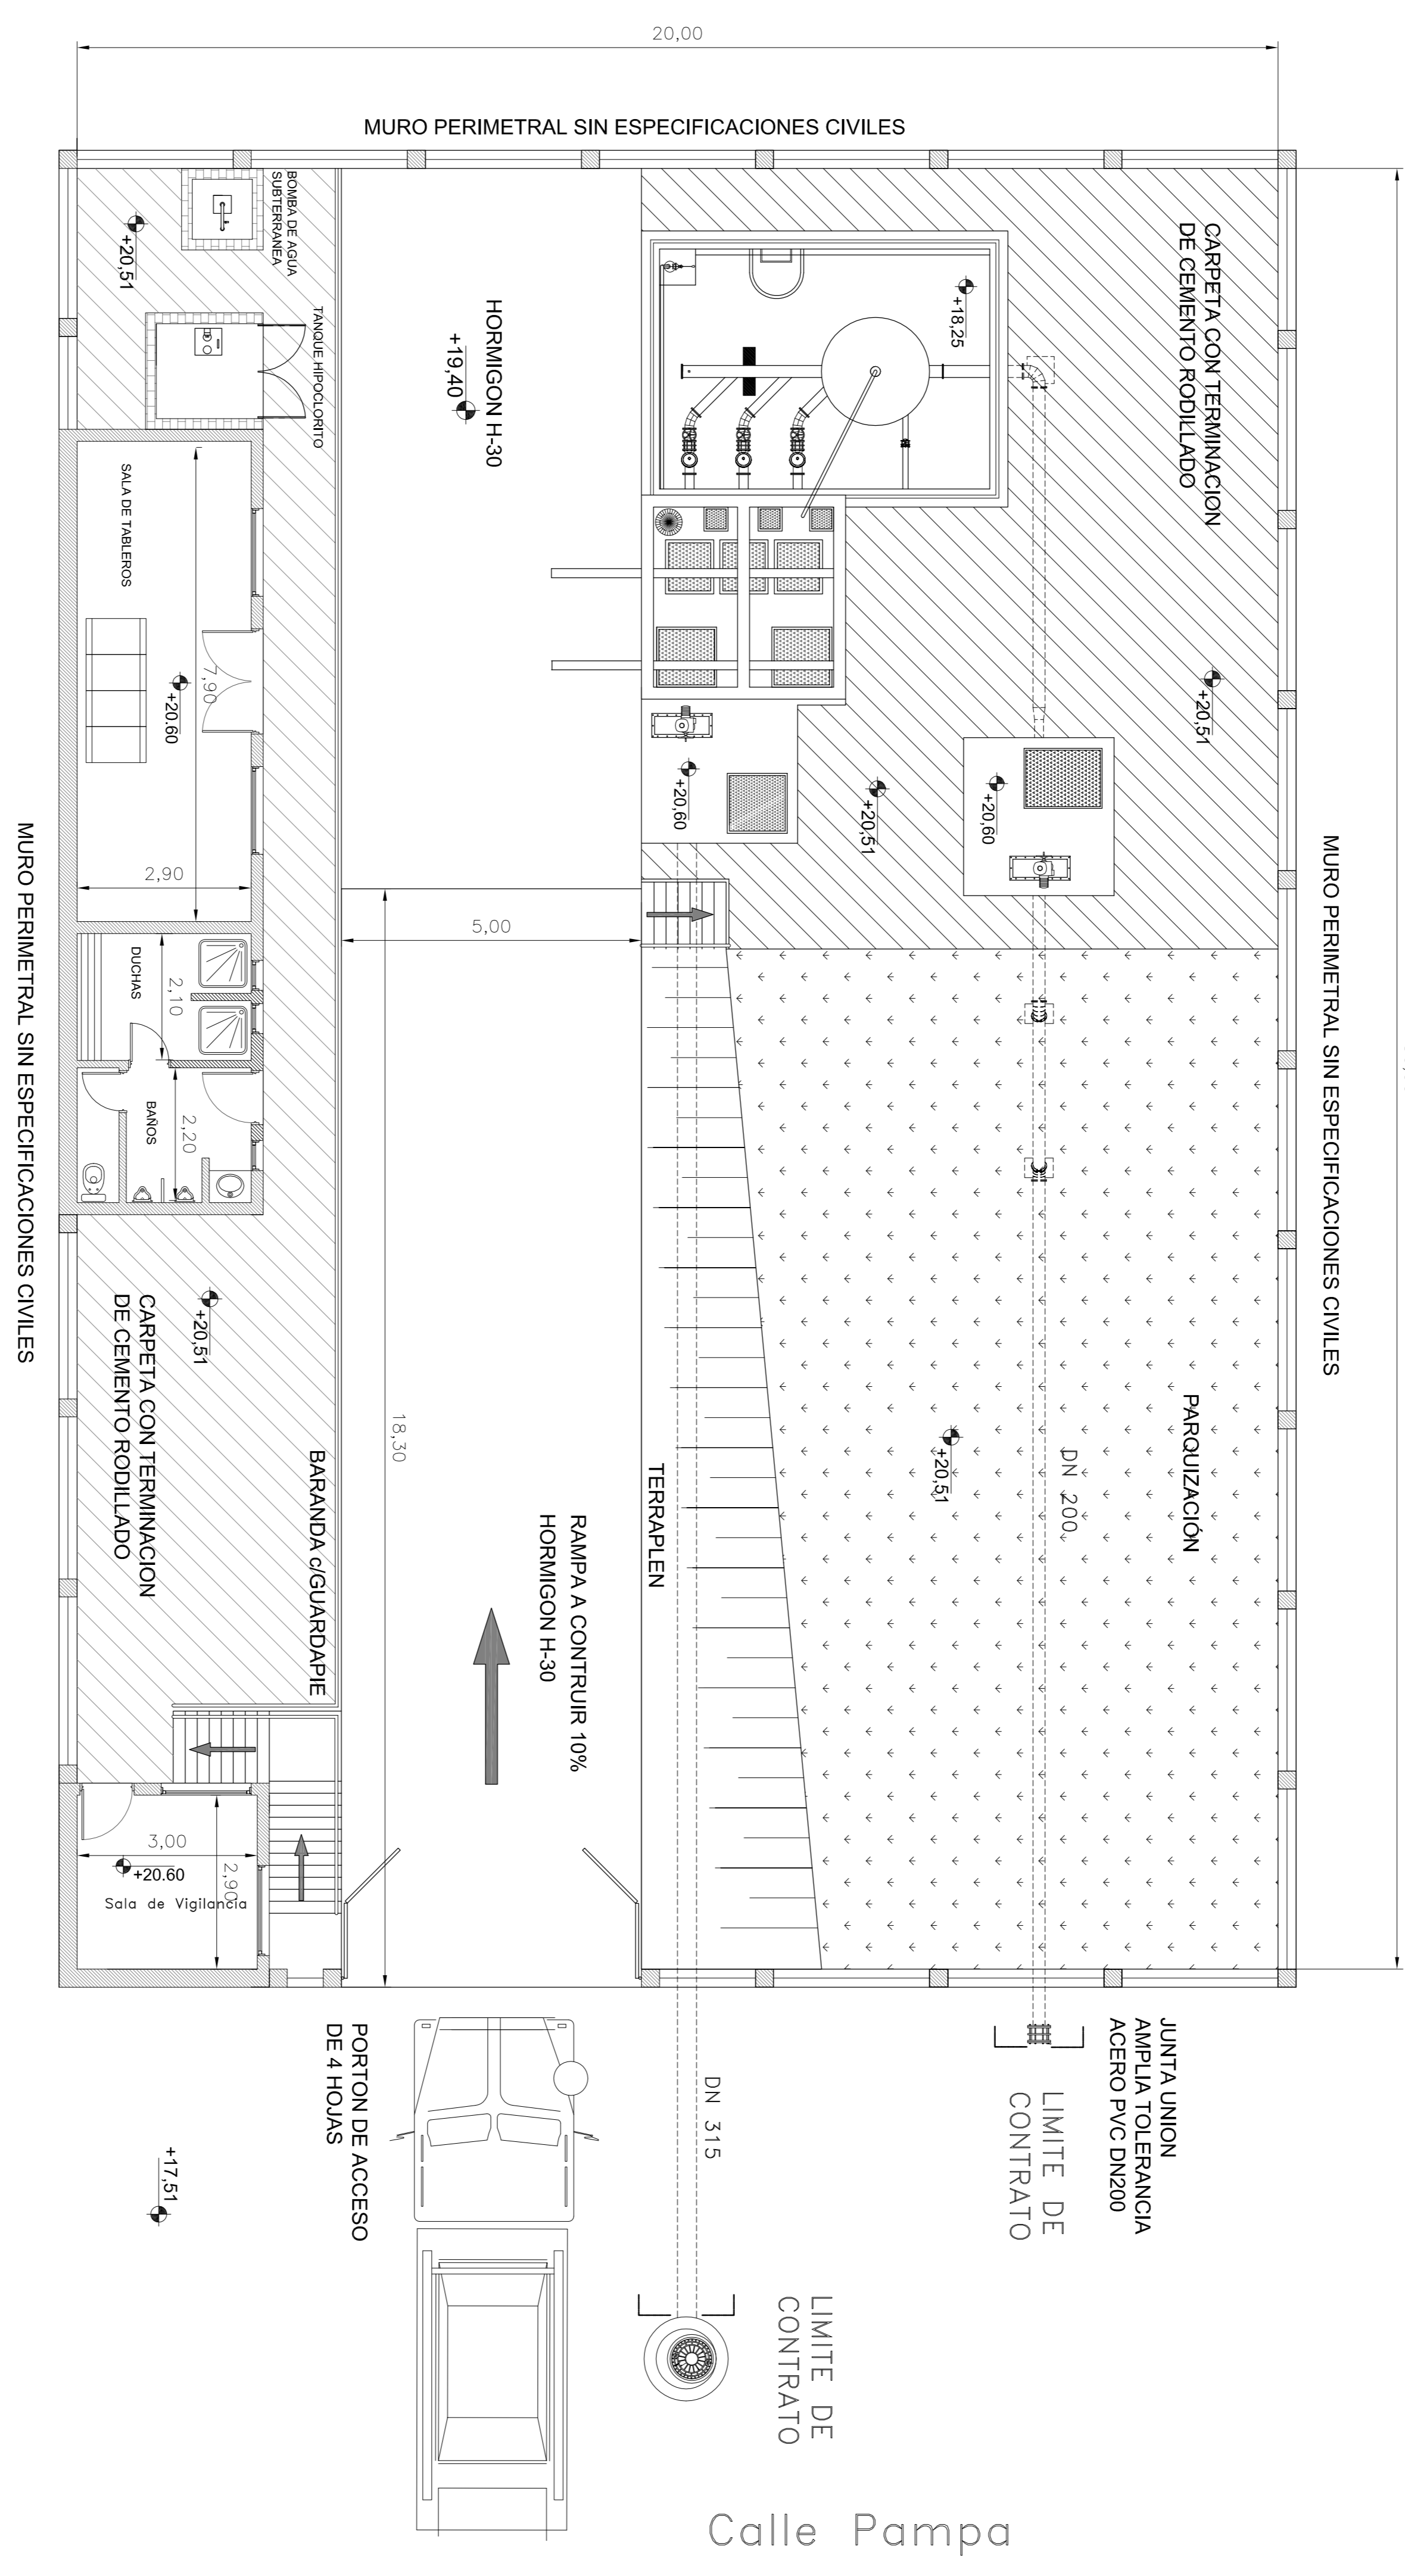 20,00
MURO PERIMETRAL SIN ESPECIFICACIONES CIVILES
BOMBA DE AGUA
SUBTERRANEA
+20,51
TANQUE HIPOCLORITO
HORMIGON H-30
+19,40
+18,25
CARPETA CON TERMINACION
DE CEMENTO RODILLADO
+20,51
SALA DE TABLEROS
7,90
+20.60
2,90
+20,60
+20,51
+20,60
MURO PERIMETRAL SIN ESPECIFICACIONES CIVILES
MURO PERIMETRAL SIN ESPECIFICACIONES CIVILES
5,00
DUCHAS
2,10
BAÑOS
2,20
+20,51
CARPETA CON TERMINACION
DE CEMENTO RODILLADO
BARANDA c/GUARDAPIE
18,30
RAMPA A CONTRUIR 10%
HORMIGON H-30
TERRAPLEN
+20,51
DN 200
PARQUIZACIÓN
3,00
+20.60
2,90
Sala de Vigilancia
PORTON DE ACCESO
DE 4 HOJAS
+17,51
DN 315
JUNTA UNION
AMPLIA TOLERANCIA
ACERO PVC DN200
LIMITE DE
CONTRATO
LIMITE DE
CONTRATO
Calle Pampa